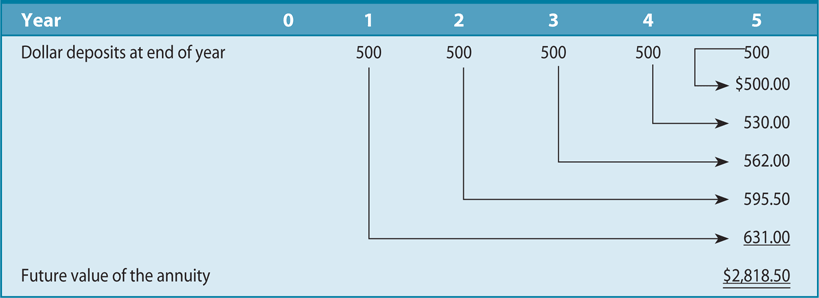 Year 0 1 2 3 4 5
Dollar deposits at end of year 500 500 500 500 500
$500.00
530.00
562.00
595.50
631.00
Future value of the annuity $2,818.50